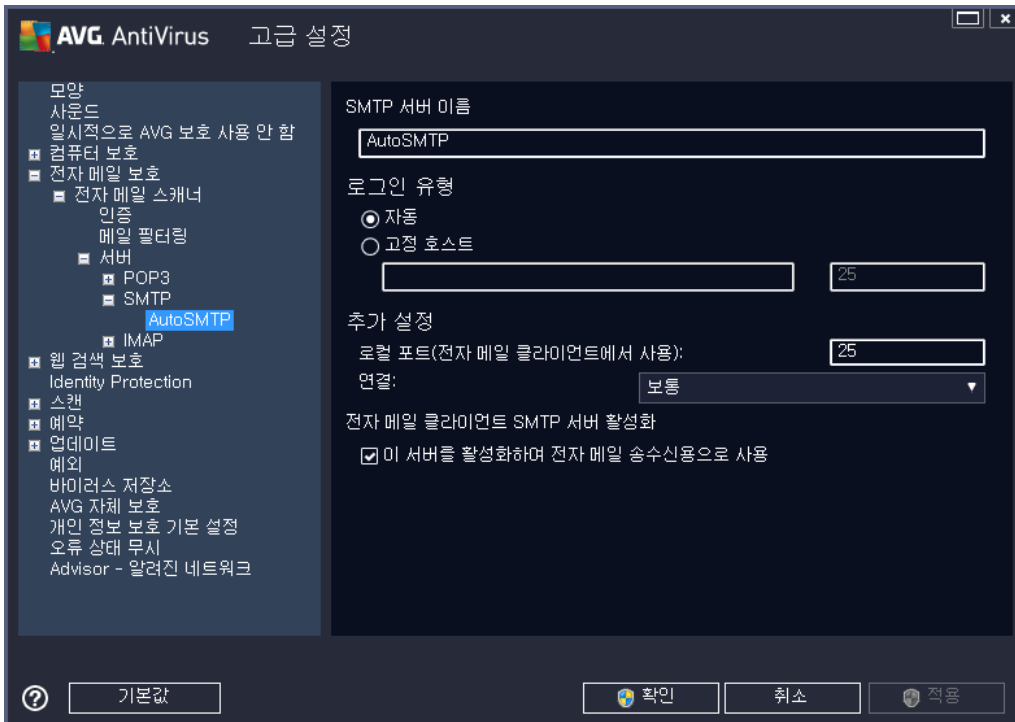 AVG AntiVirus 고급 설정
모양
사운드
일시적으로 AVG 보호 사용 안 함
컴퓨터 보호
전자 메일 보호
전자 메일 스캐너
인증
메일 필터링
서버
POP3
SMTP
AutoSMTP
IMAP
웹 검색 보호
Identity Protection
스캔
예약
업데이트
예외
바이러스 저장소
AVG 자체 보호
개인 정보 보호 기본 설정
오류 상태 무시
Advisor - 알려진 네트워크
SMTP 서버 이름
AutoSMTP
로그인 유형
자동
고정 호스트
25
추가 설정
로컬 포트(전자 메일 클라이언트에서 사용): 25
연결: 보통
전자 메일 클라이언트 SMTP 서버 활성화
이 서버를 활성화하여 전자 메일 송수신용으로 사용
기본값 확인 취소 적용